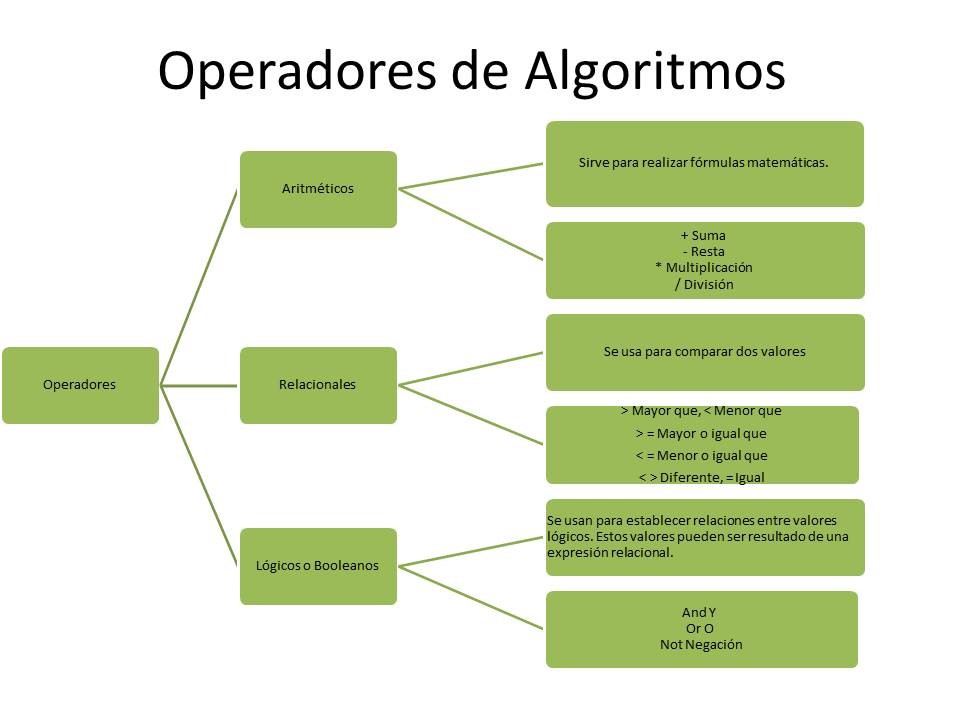 Operadores de Algoritmos
Operadores
Aritméticos
Sirve para realizar fórmulas matemáticas.
+ Suma
- Resta
* Multiplicación
/ División
Relacionales
Se usa para comparar dos valores
> Mayor que, < Menor que
> = Mayor o igual que
< = Menor o igual que
< > Diferente, = Igual
Lógicos o Booleanos
Se usan para establecer relaciones entre valores
lógicos. Estos valores pueden ser resultado de una
expresión relacional.
And Y
Or O
Not Negación